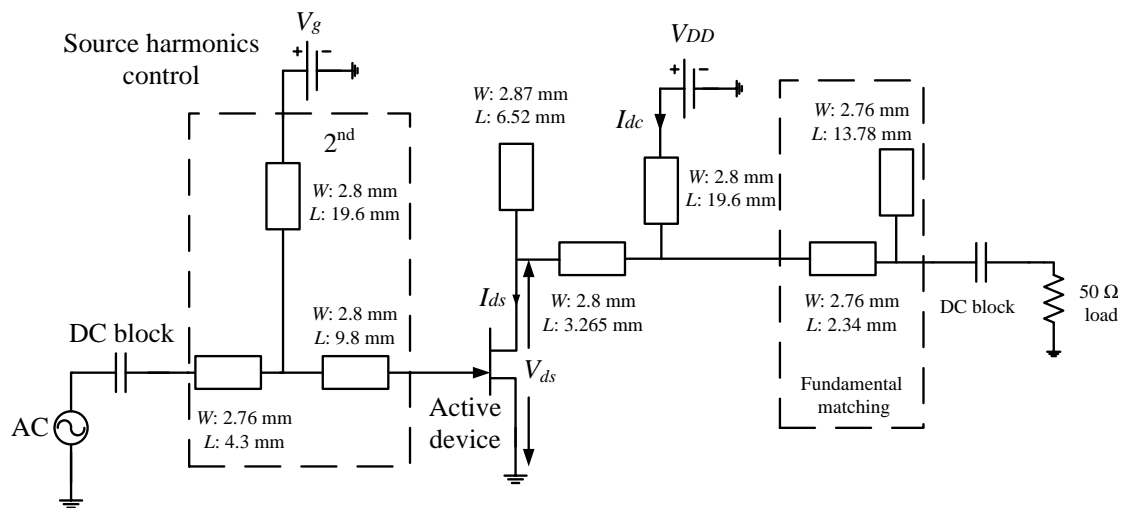 Source harmonics
control
V_g
+ −
2^nd
W: 2.8 mm
L: 19.6 mm
W: 2.8 mm
L: 9.8 mm
DC block
AC
W: 2.76 mm
L: 4.3 mm
Active
device
W: 2.87 mm
L: 6.52 mm
V_DD
+ −
I_dc
W: 2.8 mm
L: 19.6 mm
I_ds
V_ds
W: 2.8 mm
L: 3.265 mm
W: 2.76 mm
L: 13.78 mm
W: 2.76 mm
L: 2.34 mm
Fundamental
matching
DC block
50 Ω
load